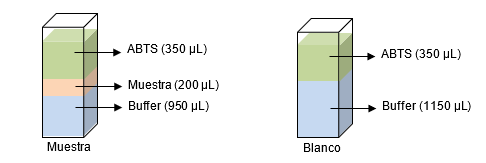 ABTS (350 µL)
Muestra (200 µL)
Buffer (950 µL)
Muestra
ABTS (350 µL)
Buffer (1150 µL)
Blanco